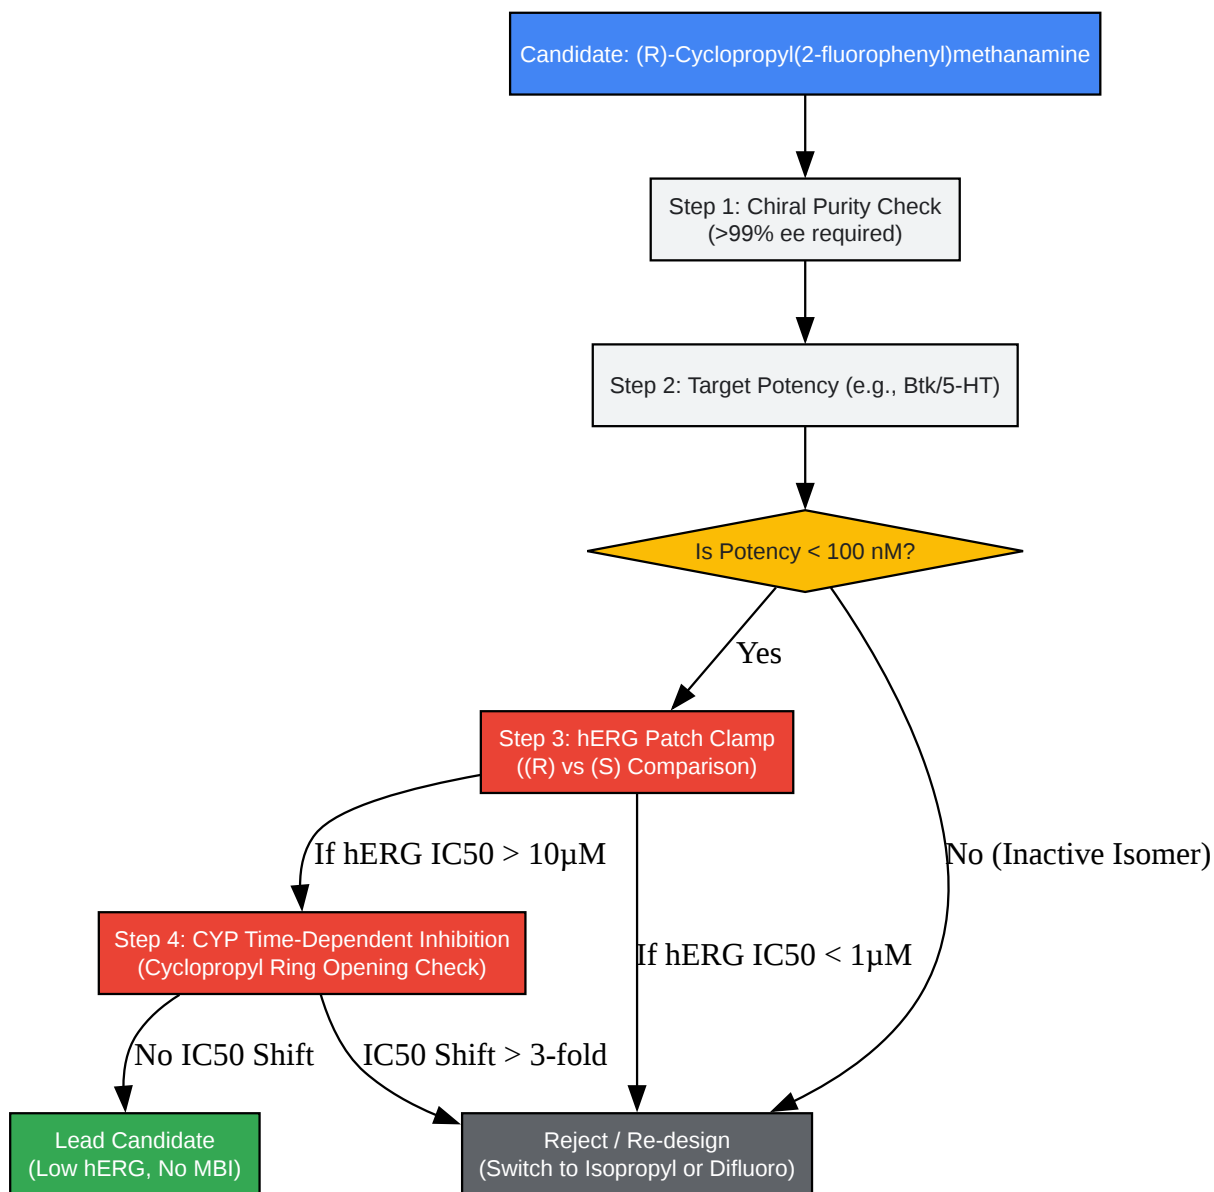 Candidate: (R)-Cyclopropyl(2-fluorophenyl)methanamine
Step 1: Chiral Purity Check
(>99% ee required)
Step 2: Target Potency (e.g., Btk/5-HT)
Is Potency < 100 nM?
Yes
Step 3: hERG Patch Clamp
((R) vs (S) Comparison)
If hERG IC50 > 10µM
No (Inactive Isomer)
Step 4: CYP Time-Dependent Inhibition
(Cyclopropyl Ring Opening Check)
If hERG IC50 < 1µM
No IC50 Shift
IC50 Shift > 3-fold
Lead Candidate
(Low hERG, No MBI)
Reject / Re-design
(Switch to Isopropyl or Difluoro)